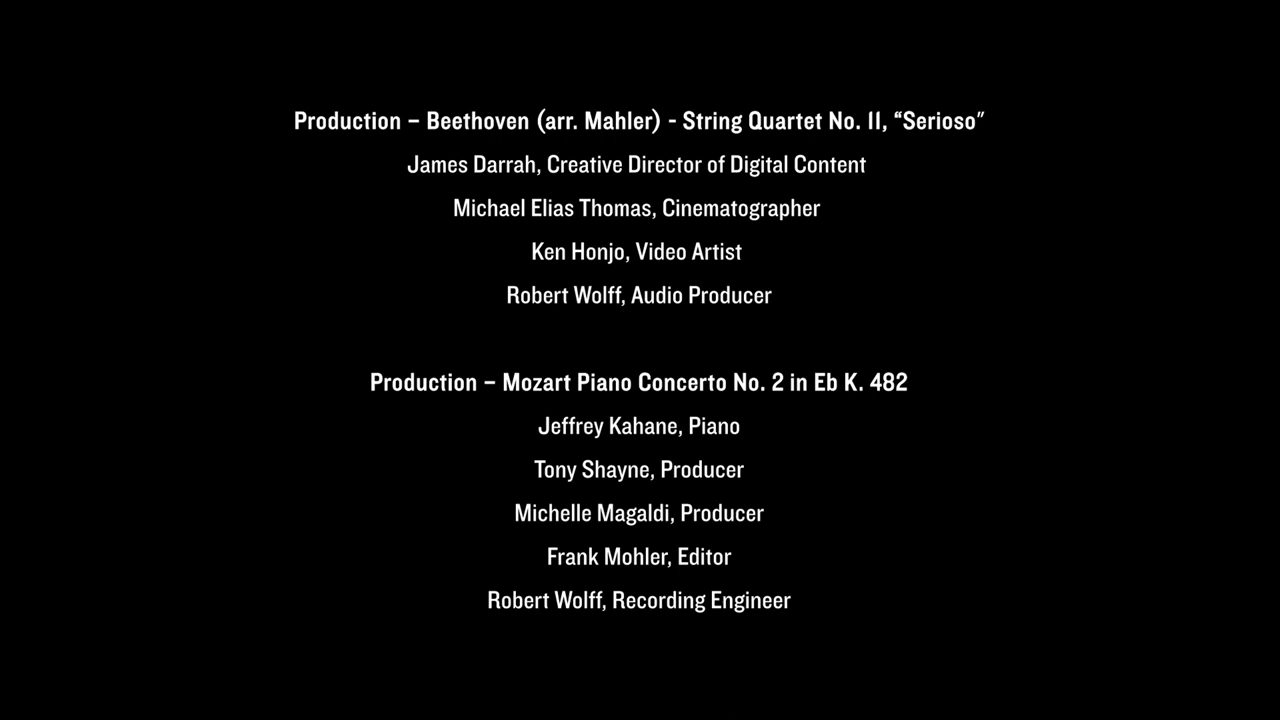 Production – Beethoven (arr. Mahler) - String Quartet No. 11, “Serioso”
James Darrah, Creative Director of Digital Content
Michael Elias Thomas, Cinematographer
Ken Honjo, Video Artist
Robert Wolff, Audio Producer
Production – Mozart Piano Concerto No. 2 in Eb K. 482
Jeffrey Kahane, Piano
Tony Shayne, Producer
Michelle Magaldi, Producer
Frank Mohler, Editor
Robert Wolff, Recording Engineer